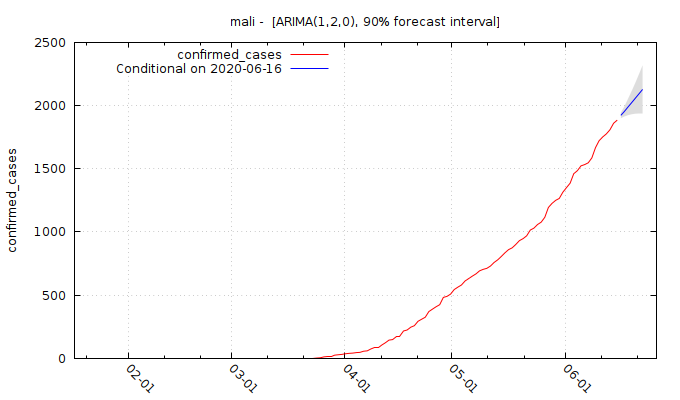 mali -  [ARIMA(1,2,0), 90% forecast interval]
confirmed_cases
Conditional on 2020-06-16
confirmed_cases
2500
2000
1500
1000
500
0
02-01
03-01
04-01
05-01
06-01